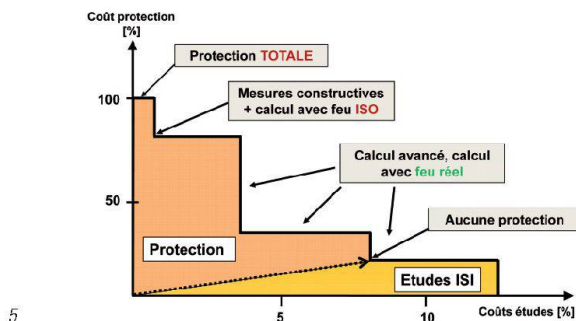 Coût protection
[%]
Protection TOTALE
Mesures constructives
+ calcul avec feu ISO
100
Calcul avancé, calcul
avec feu réel
50
Aucune protection
Protection
Etudes ISI
5
10
Coûts études [%]
5